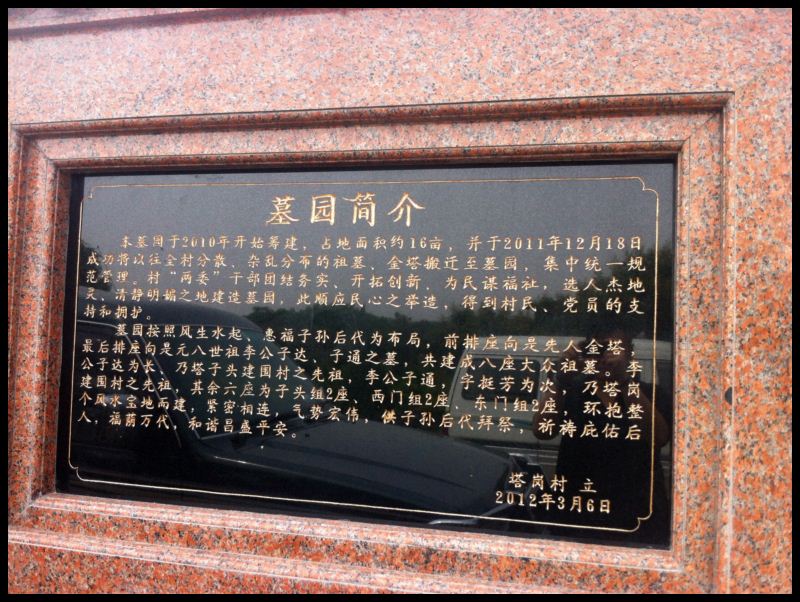 墓园简介
本墓园于2010年开始筹建，占地面积约16亩，并于2011年12月18日
成功将以往全村分散、杂乱分布的祖墓、金塔搬迁至墓园，集中统一规
范管理。村“两委”干部团结务实、开拓创新，为民谋福祉，选人杰地
灵、清静明媚之地建造墓园，此顺应民心之举造，得到村民、党员的支
持和拥护。
墓园按照风生水起、惠福子孙后代为布局，前排座向是先人金塔，
最后排座向是元八世祖李公子达、子通之墓，共建成八座大众祖墓。李
公子达为长，乃塔子头建国村之先祖，李公子通，字挺芳为次，乃塔岗
建国村之先祖，其余六座为子头组2座、西门组2座、东门组2座，环抱整
个风水宝地而建，紧密相连，气势宏伟，供子孙后代拜祭，祈祷庇佑后
人，福荫万代，和谐昌盛平安。
塔岗村 立
2012年3月6日